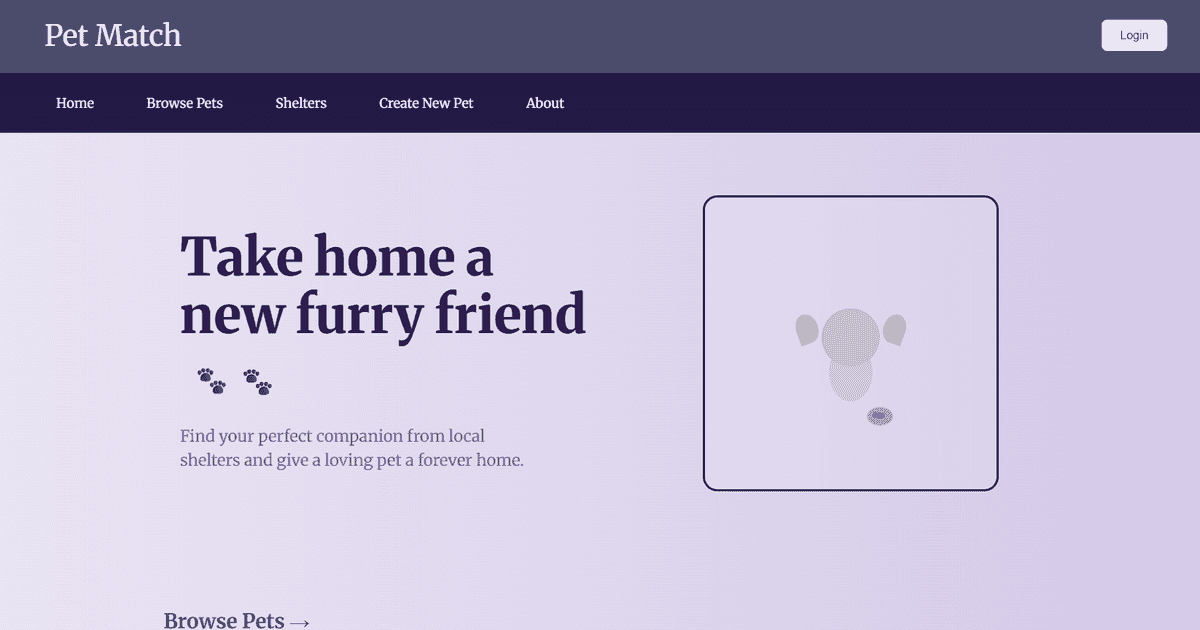 Pet Match
Login
Home Browse Pets Shelters Create New Pet About
Take home a
new furry friend
Find your perfect companion from local
shelters and give a loving pet a forever home.
Browse Pets →